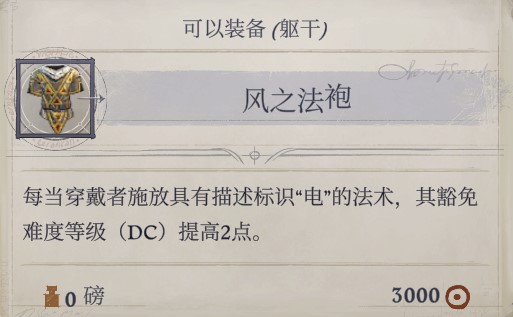 可以装备 (躯干)
风之法袍
每当穿戴者施放具有描述标识“电”的法术，其豁免
难度等级（DC）提高2点。
0 磅
3000